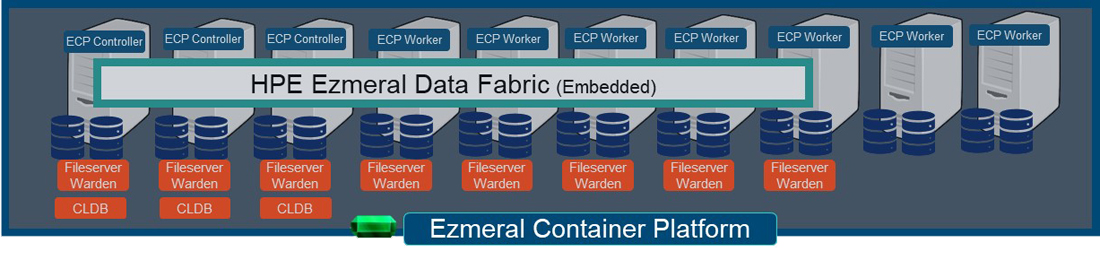 ECP Controller
ECP Controller
ECP Controller
ECP Worker
ECP Worker
ECP Worker
ECP Worker
ECP Worker
ECP Worker
ECP Worker
HPE Ezmeral Data Fabric (Embedded)
Fileserver
Warden
Fileserver
Warden
Fileserver
Warden
Fileserver
Warden
Fileserver
Warden
Fileserver
Warden
Fileserver
Warden
Fileserver
Warden
CLDB
CLDB
CLDB
Ezmeral Container Platform